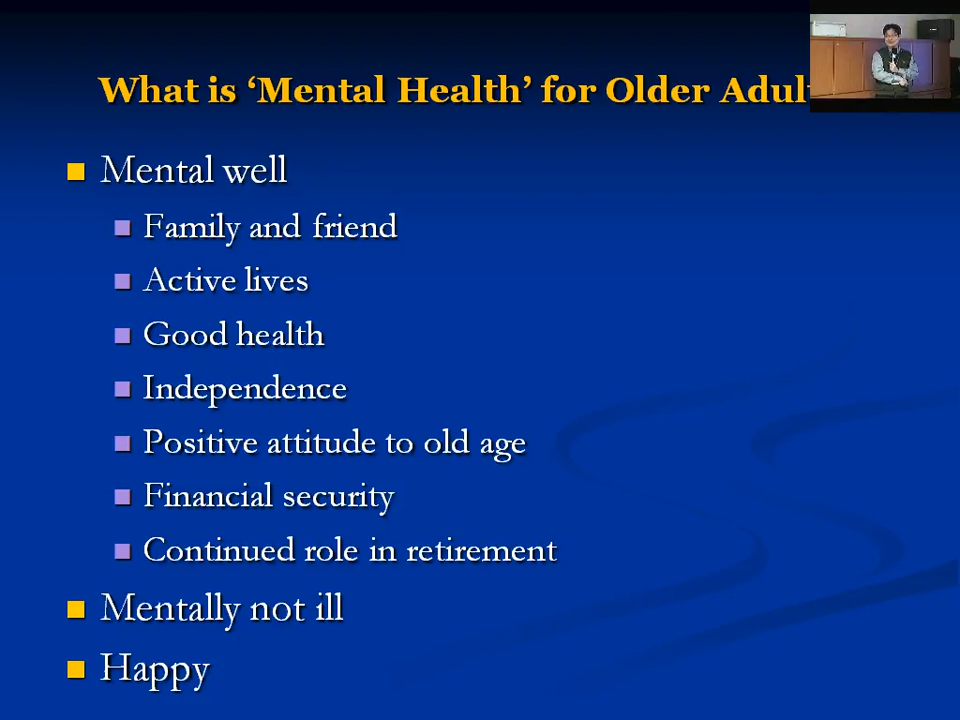 What is ‘Mental Health’ for Older
Mental well
Family and friend
Active lives
Good health
Independence
Positive attitude to old age
Financial security
Continued role in retirement
Mentally not ill
Happy